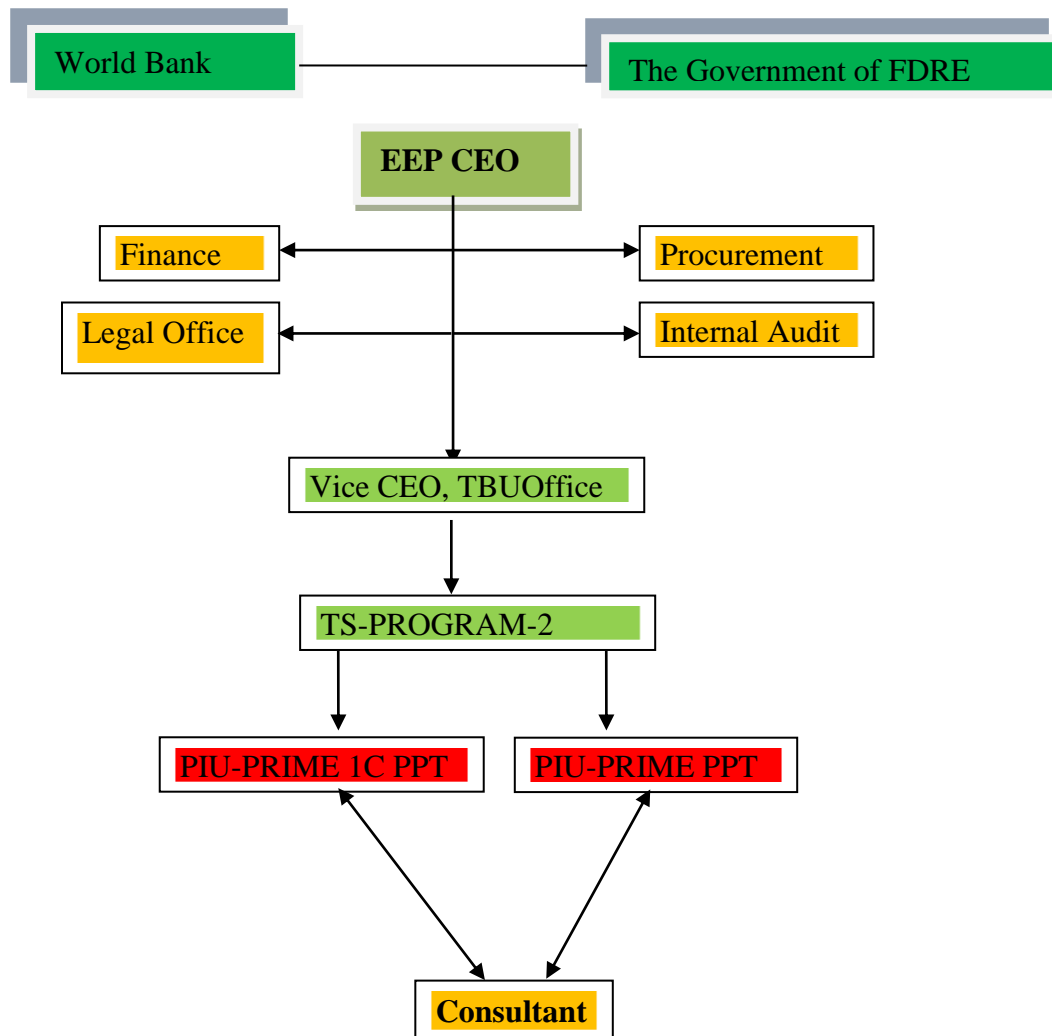 World Bank
The Government of FDRE
EEP CEO
Finance
Procurement
Legal Office
Internal Audit
Vice CEO, TBUOffice
TS-PROGRAM-2
PIU-PRIME 1C PPT
PIU-PRIME PPT
Consultant